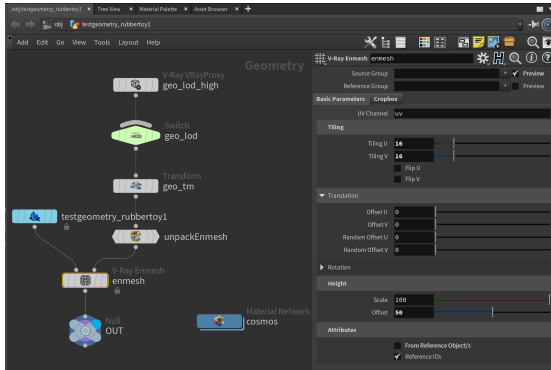 /obj/testgeometry_rubbertoy1 × Tree View × Material Palette × Asset Browser × +
obj testgeometry_rubbertoy1
Add Edit Go View Tools Layout Help
Geometry
V-Ray VRayProxy
geo_lod_high
Switch
geo_lod
Transform
geo_tm
testgeometry_rubbertoy1
unpackEnmesh
V-Ray Enmesh
enmesh
Null
OUT
Material Network
cosmos
V-Ray Enmesh enmesh
Source Group Preview
Reference Group Preview
Basic Parameters Cropbox
UV Channel uv
Tiling
Tiling U 16
Tiling V 16
Flip U
Flip V
Translation
Offset U 0
Offset V 0
Random Offset U 0
Random Offset V 0
Rotation
Height
Scale 100
Offset 50
Attributes
From Reference Object/s
Reference IDs